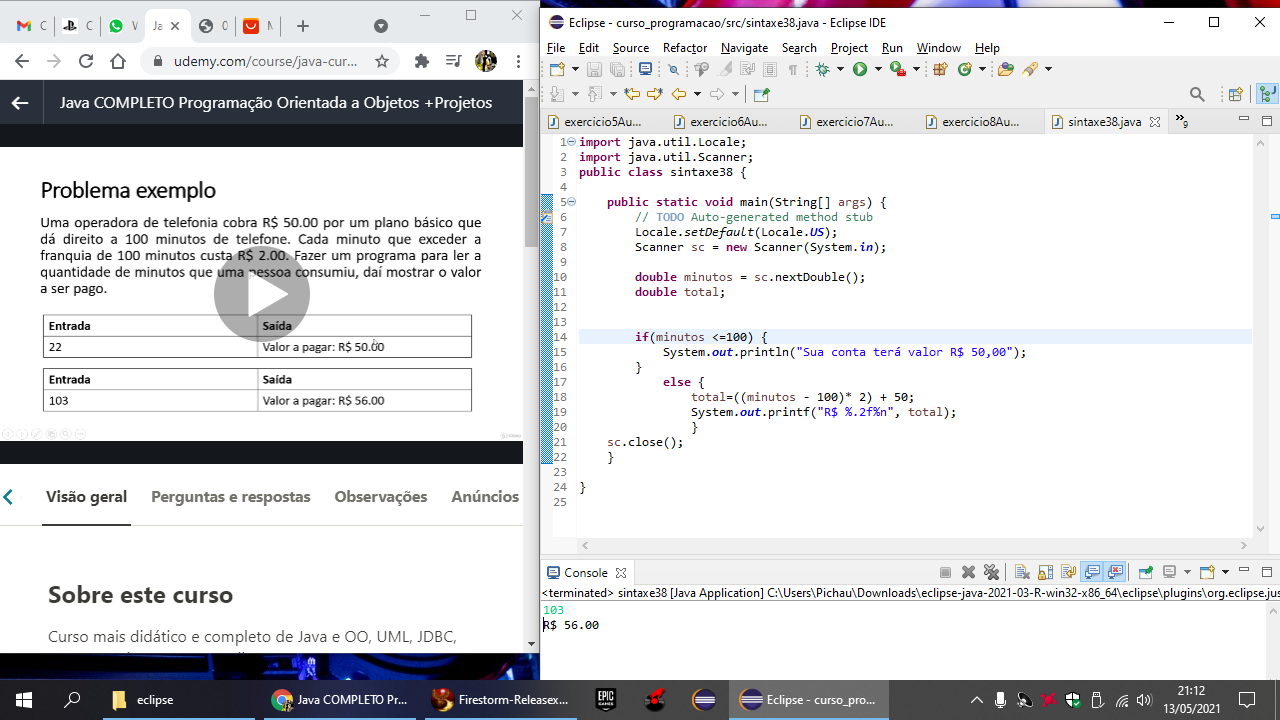 Ja
udemy.com/course/java-cur...
Java COMPLETO Programação Orientada a Objetos +Projetos
Problema exemplo
Uma operadora de telefonia cobra R$ 50.00 por um plano básico que
dá direito a 100 minutos de telefone. Cada minuto que exceder a
franquia de 100 minutos custa R$ 2.00. Fazer um programa para ler a
quantidade de minutos que uma pessoa consumiu, daí mostrar o valor
a ser pago.
Entrada Saída
22 Valor a pagar: R$ 50.00
Entrada Saída
103 Valor a pagar: R$ 56.00
Visão geral Perguntas e respostas Observações Anúncios
Sobre este curso
Curso mais didático e completo de Java e OO, UML, JDBC,
Eclipse - curso_programacao/src/sintaxe38.java - Eclipse IDE
File Edit Source Refactor Navigate Search Project Run Window Help
exercicio5Au... exercicio6Au... exercicio7Au... exercicio8Au... sintaxe38.java »9
1 import java.util.Locale;
2 import java.util.Scanner;
3 public class sintaxe38 {
4
5 public static void main(String[] args) {
6 // TODO Auto-generated method stub
7 Locale.setDefault(Locale.US);
8 Scanner sc = new Scanner(System.in);
9
10 double minutos = sc.nextDouble();
11 double total;
12
13
14 if(minutos <=100) {
15 System.out.println("Sua conta terá valor R$ 50,00");
16 }
17 else {
18 total=((minutos - 100)* 2) + 50;
19 System.out.printf("R$ %.2f%n", total);
20 }
21 sc.close();
22 }
23
24 }
25
Console
<terminated> sintaxe38 [Java Application] C:\Users\Pichau\Downloads\eclipse-java-2021-03-R-win32-x86_64\eclipse\plugins\org.eclipse.jus
103
R$ 56.00
eclipse Java COMPLETO Pr... Firestorm-Releasex... EPIC GAMES Eclipse - curso_pro...
21:12
13/05/2021